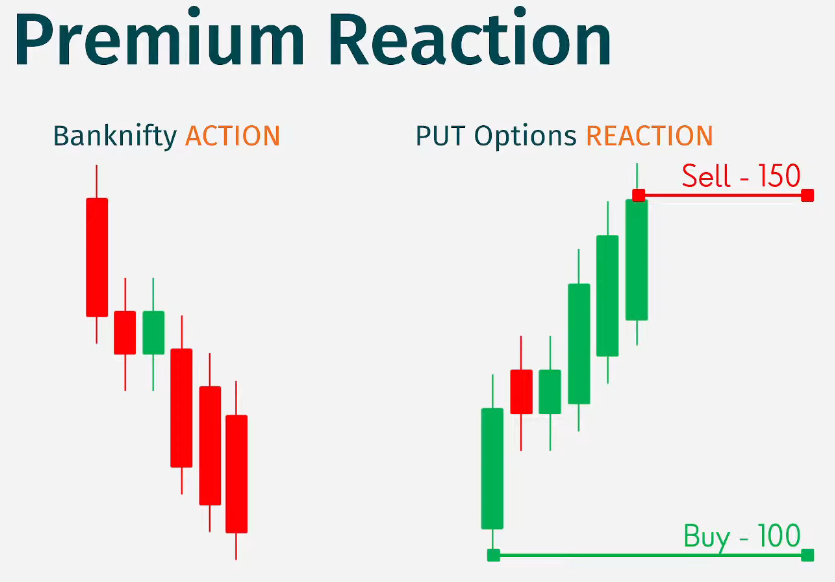 Premium Reaction
Banknifty ACTION
PUT Options REACTION
Sell - 150
Buy - 100